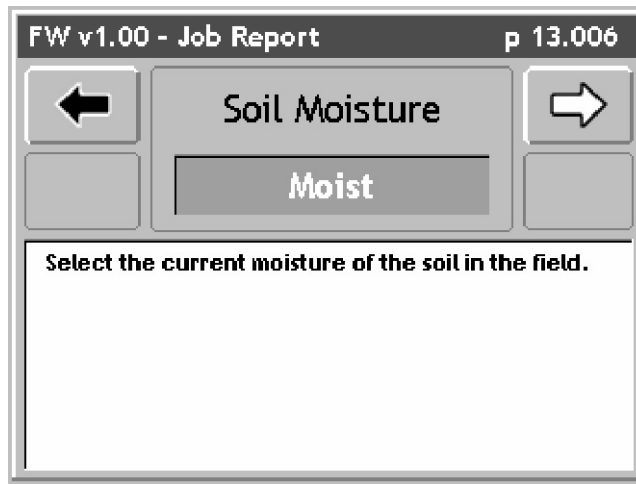 FW v1.00 - Job Report p 13.006
Soil Moisture
Moist
Select the current moisture of the soil in the field.